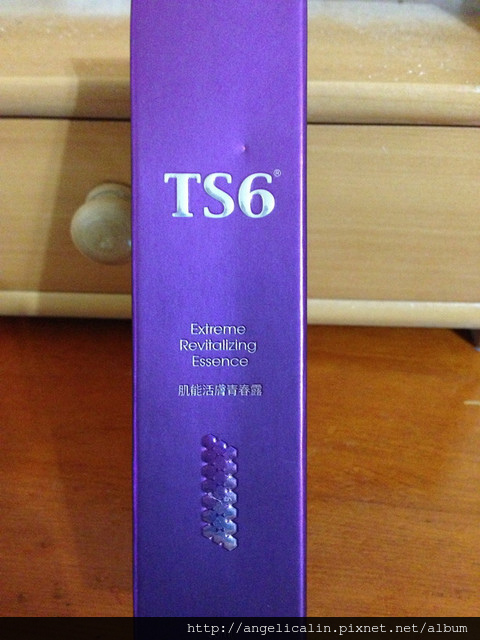 TS6®
Extreme
Revitalizing
Essence
肌能活膚青春露
http://angelicalin.pixnet.net/album